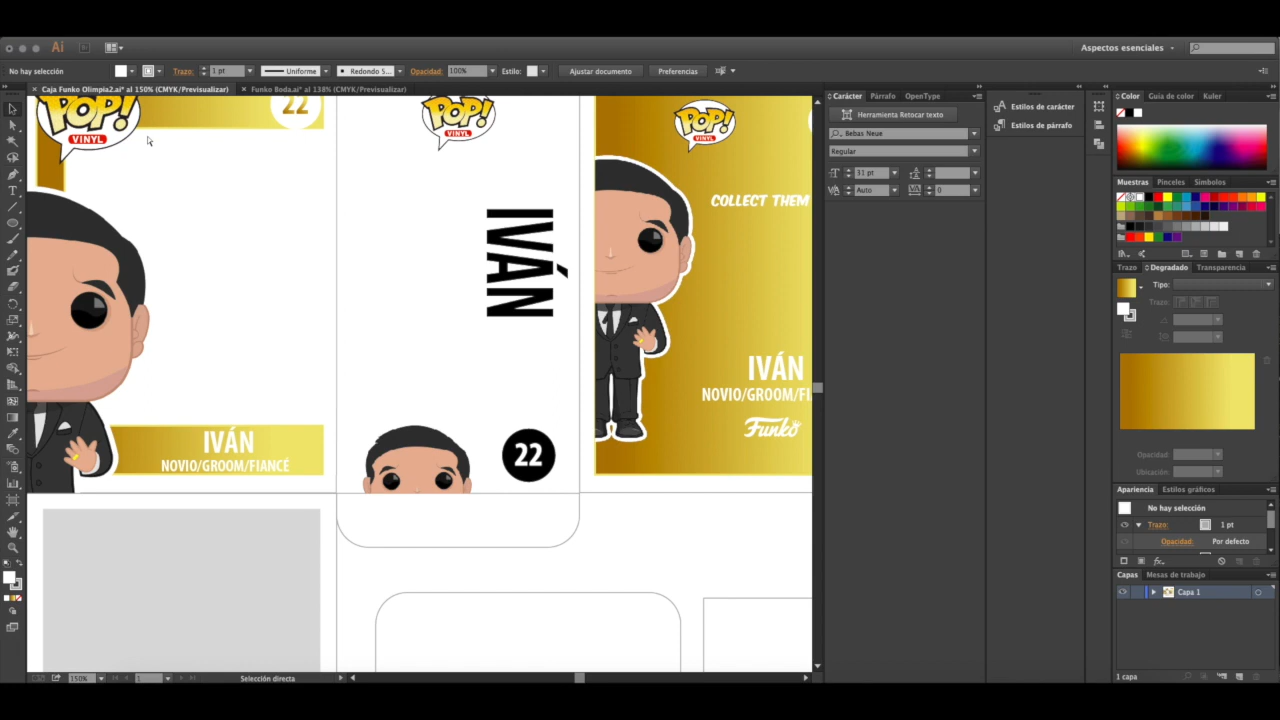 Ai
Br
Aspectos esenciales
No hay selección
Trazo:
1 pt
Uniforme
Redondo S...
Opacidad:
100%
Estilo:
Ajustar documento
Preferencias
Caja Funko Olimpia2.ai* al 150% (CMYK/Previsualizar)
Funko Boda.ai* al 138% (CMYK/Previsualizar)
POP!
VINYL
22
POP!
VINYL
POP!
VINYL
COLLECT THEM
IVÁN
IVÁN
NOVIO/GROOM/FIANCÉ
22
IVÁN
NOVIO/GROOM/FI
Funko
Carácter
Párrafo
OpenType
Herramienta Retocar texto
Bebas Neue
Regular
31 pt
Auto
0
Estilos de carácter
Estilos de párrafo
Color
Guía de color
Kuler
Muestras
Pinceles
Símbolos
Trazo
Degradado
Transparencia
Tipo:
Trazo:
Opacidad:
Ubicación:
Apariencia
Estilos gráficos
No hay selección
Trazo:
1 pt
Opacidad:
Por defecto
fx
Capas
Mesas de trabajo
Capa 1
1 capa
150%
1
Selección directa